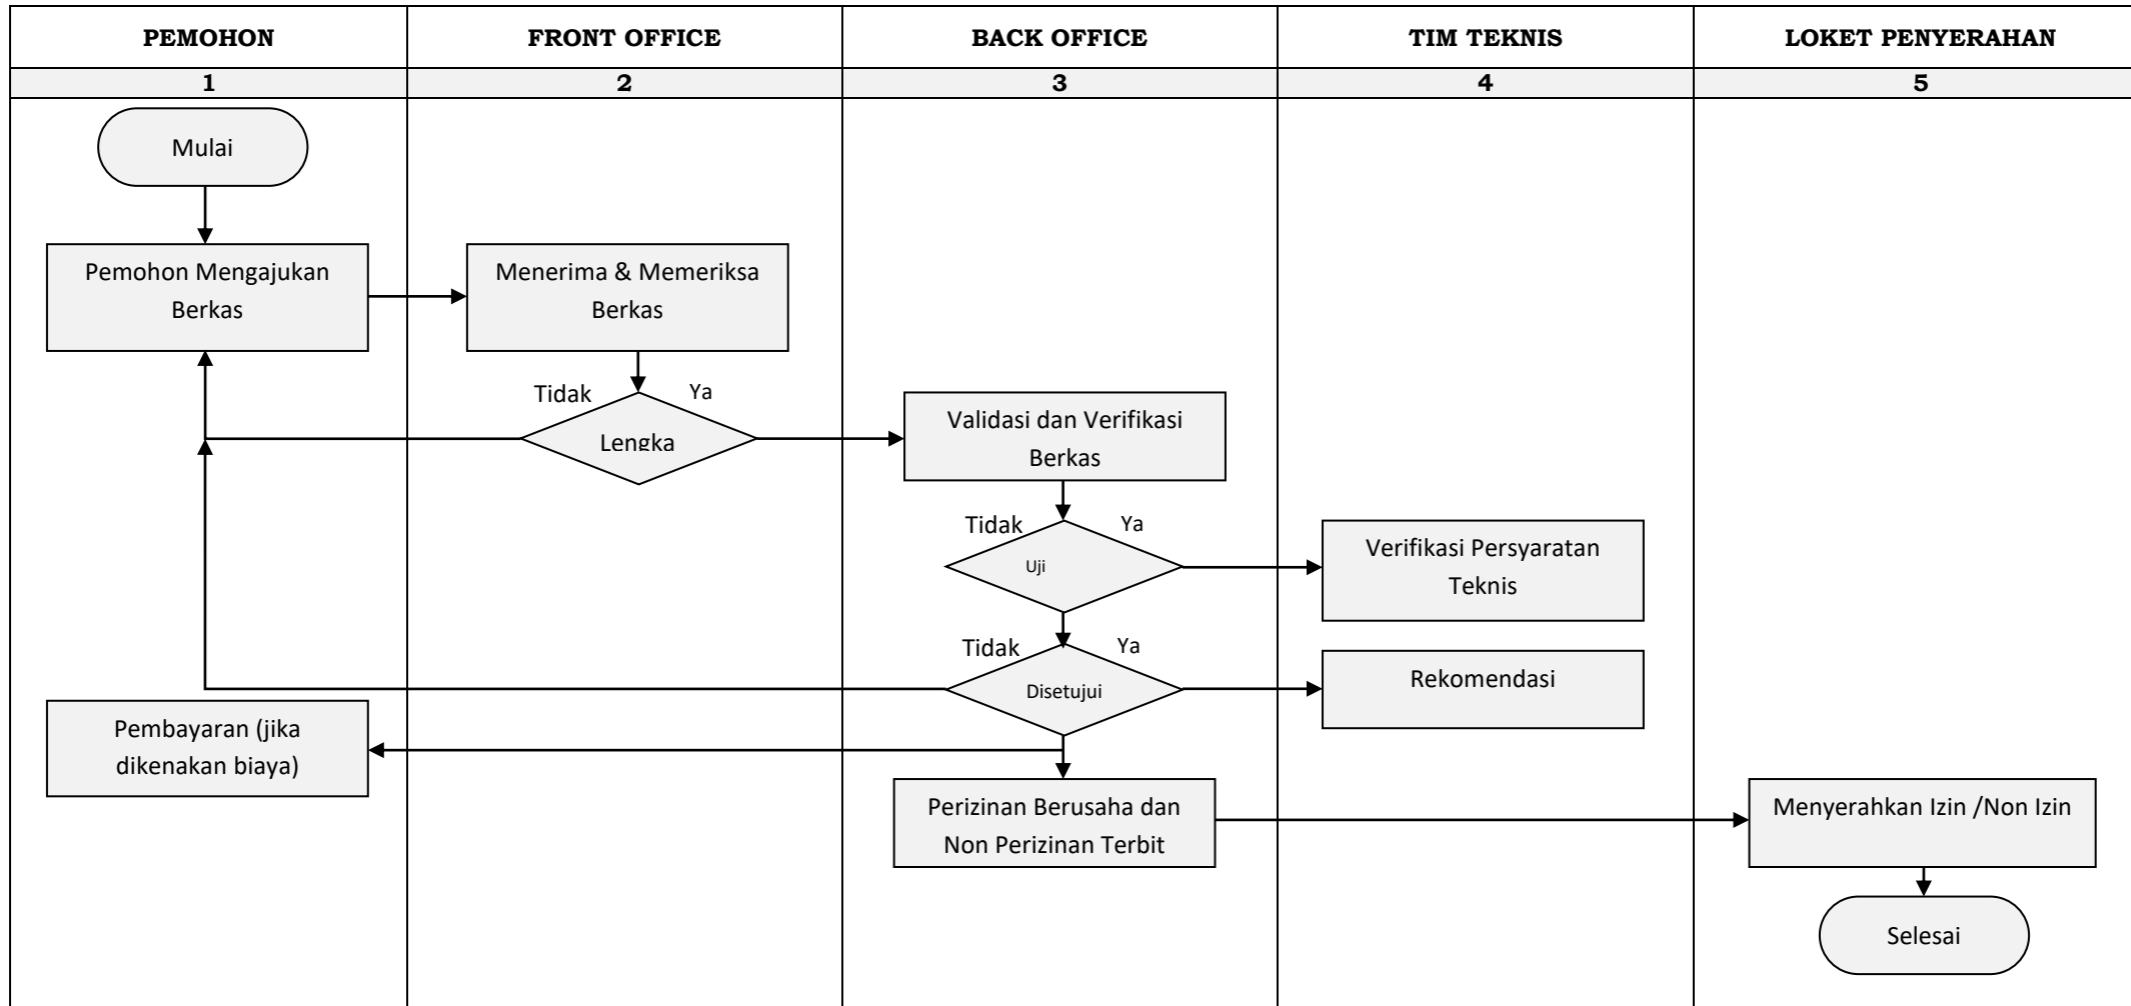 PEMOHON
FRONT OFFICE
BACK OFFICE
TIM TEKNIS
LOKET PENYERAHAN
1
2
3
4
5
Mulai
Pemohon Mengajukan
Berkas
Menerima & Memeriksa
Berkas
Tidak
Ya
Lengka
Validasi dan Verifikasi
Berkas
Tidak
Ya
Uji
Verifikasi Persyaratan
Teknis
Tidak
Ya
Disetujui
Rekomendasi
Pembayaran (jika
dikenakan biaya)
Perizinan Berusaha dan
Non Perizinan Terbit
Menyerahkan Izin /Non Izin
Selesai